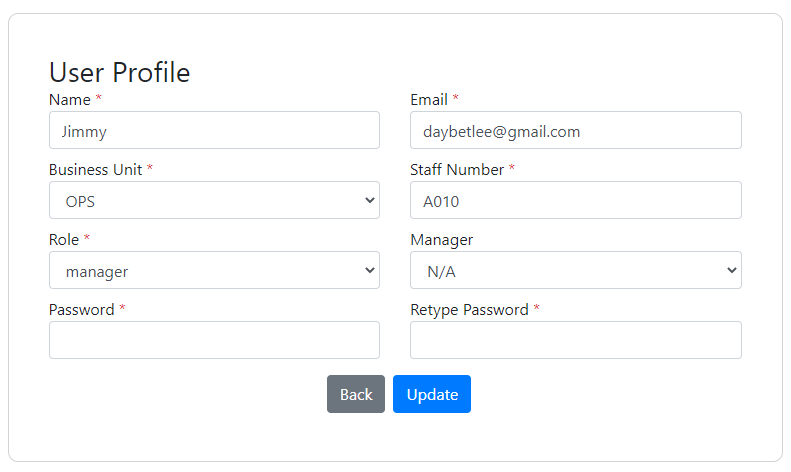 User Profile
Name * Email *
Jimmy daybetlee@gmail.com
Business Unit * Staff Number *
OPS A010
Role * Manager
manager N/A
Password * Retype Password *
Back Update